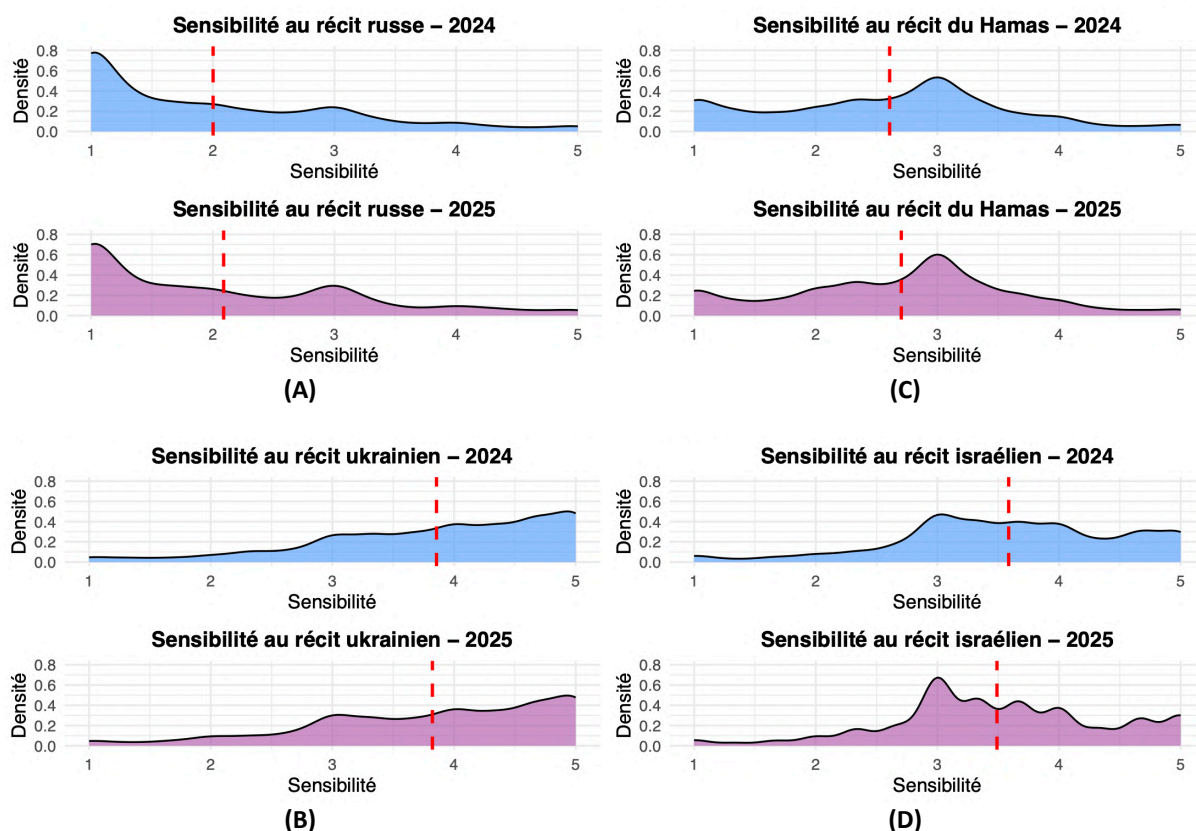 Sensibilité au récit russe – 2024
Densité
0.8
0.6
0.4
0.2
0.0
1 2 3 4 5
Sensibilité
Sensibilité au récit russe – 2025
Densité
0.8
0.6
0.4
0.2
0.0
1 2 3 4 5
Sensibilité
(A)
Sensibilité au récit du Hamas – 2024
Densité
0.8
0.6
0.4
0.2
0.0
1 2 3 4 5
Sensibilité
Sensibilité au récit du Hamas – 2025
Densité
0.8
0.6
0.4
0.2
0.0
1 2 3 4 5
Sensibilité
(C)
Sensibilité au récit ukrainien – 2024
Densité
0.8
0.6
0.4
0.2
0.0
1 2 3 4 5
Sensibilité
Sensibilité au récit ukrainien – 2025
Densité
0.8
0.6
0.4
0.2
0.0
1 2 3 4 5
Sensibilité
(B)
Sensibilité au récit israélien – 2024
Densité
0.8
0.6
0.4
0.2
0.0
1 2 3 4 5
Sensibilité
Sensibilité au récit israélien – 2025
Densité
0.8
0.6
0.4
0.2
0.0
1 2 3 4 5
Sensibilité
(D)